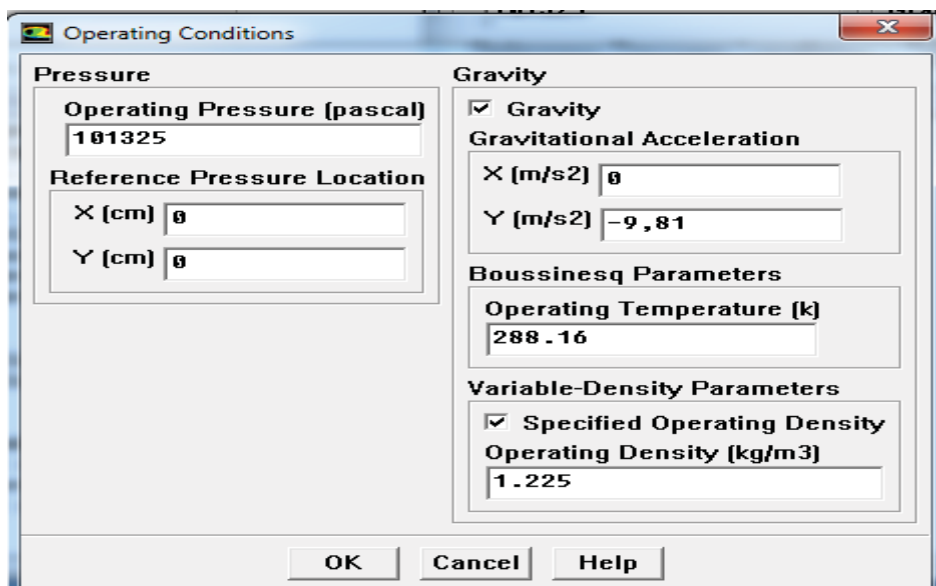 Operating Conditions
Pressure
Operating Pressure (pascal)
101325
Reference Pressure Location
X (cm) 0
Y (cm) 0
Gravity
Gravity
Gravitational Acceleration
X (m/s2) 0
Y (m/s2) -9,81
Boussinesq Parameters
Operating Temperature (k)
288.16
Variable-Density Parameters
Specified Operating Density
Operating Density (kg/m3)
1.225
OK Cancel Help